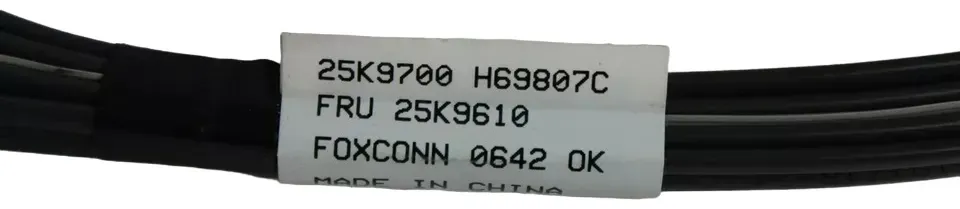 25K9700 H69807C
FRU 25K9610
FOXCONN 0642 OK
MADE IN CHINA